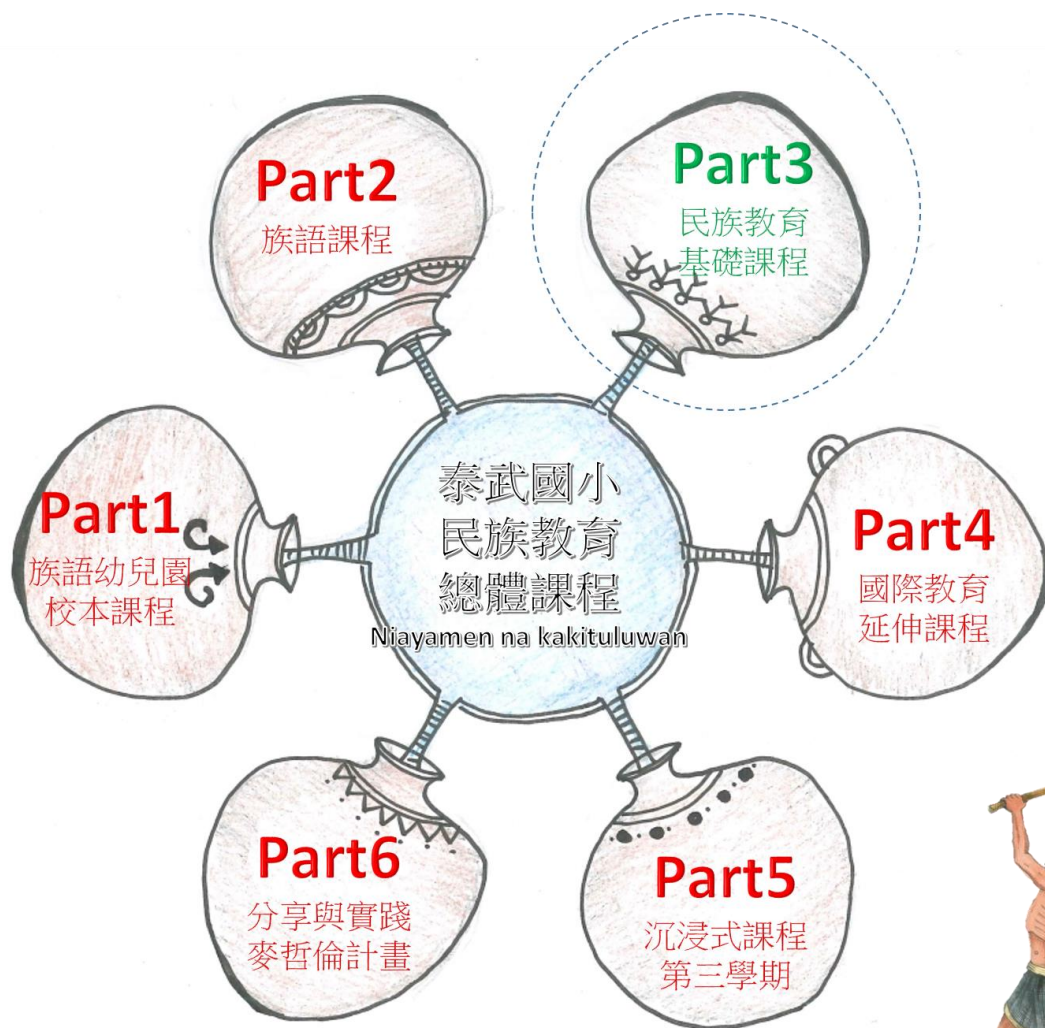 Part2
族語課程
Part3
民族教育
基礎課程
Part1
族語幼兒園
校本課程
泰武國小
民族教育
總體課程
Niayamen na kakituluwan
Part4
國際教育
延伸課程
Part6
分享與實踐
麥哲倫計畫
Part5
沉浸式課程
第三學期